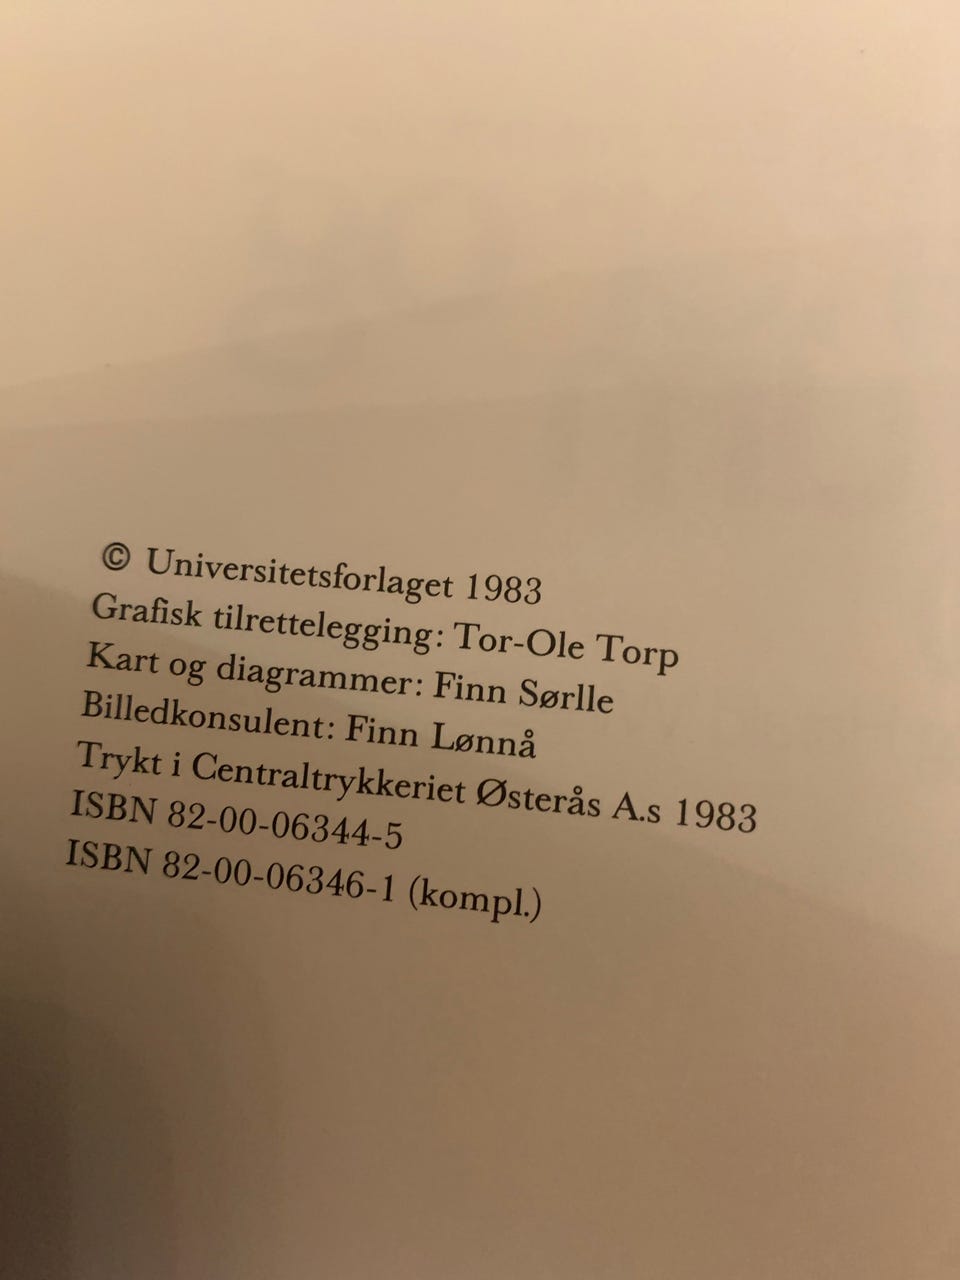 © Universitetsforlaget 1983
Grafisk tilrettelegging: Tor-Ole Torp
Kart og diagrammer: Finn Sørlle
Billedkonsulent: Finn Lønnå
Trykt i Centraltrykkeriet Østerås A.s 1983
ISBN 82-00-06344-5
ISBN 82-00-06346-1 (kompl.)